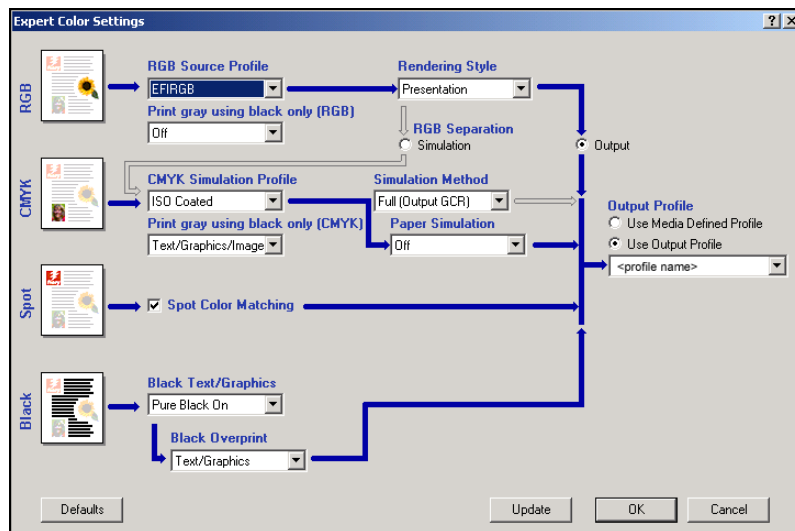 Expert Color Settings
RGB
RGB Source Profile
EFIRGB
Print gray using black only (RGB)
Off
Rendering Style
Presentation
RGB Separation
Simulation
Output
CMYK
CMYK Simulation Profile
ISO Coated
Print gray using black only (CMYK)
Text/Graphics/Image
Simulation Method
Full (Output GCR)
Paper Simulation
Off
Output Profile
Use Media Defined Profile
Use Output Profile
<profile name>
Spot
Spot Color Matching
Black
Black Text/Graphics
Pure Black On
Black Overprint
Text/Graphics
Defaults
Update
OK
Cancel